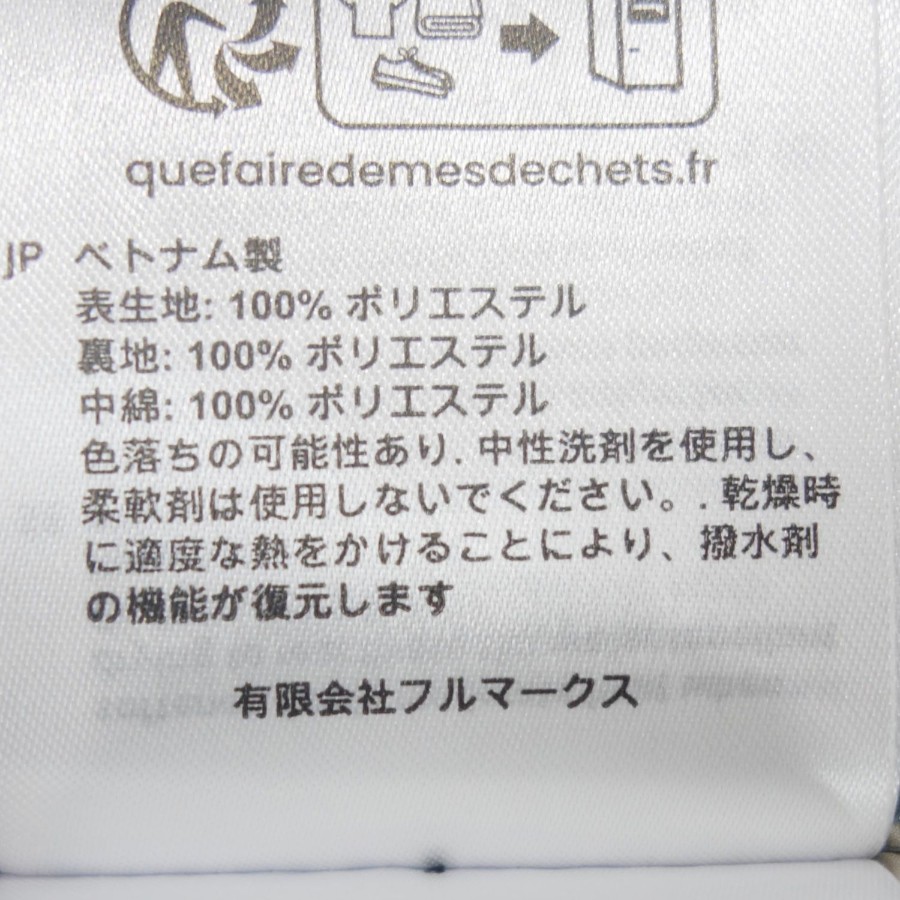 quefairedemesdechets.fr
JP ベトナム製
表生地: 100% ポリエステル
裏地: 100% ポリエステル
中綿: 100% ポリエステル
色落ちの可能性あり. 中性洗剤を使用し、
柔軟剤は使用しないでください。. 乾燥時
に適度な熱をかけることにより、撥水剤
の機能が復元します
有限会社フルマークス